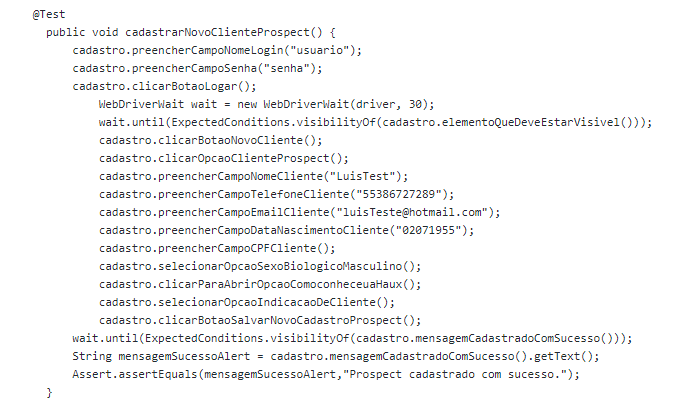 @Test
public void cadastrarNovoClienteProspect() {
cadastro.preencherCampoNomeLogin("usuario");
cadastro.preencherCampoSenha("senha");
cadastro.clicarBotaoLogar();
WebDriverWait wait = new WebDriverWait(driver, 30);
wait.until(ExpectedConditions.visibilityOf(cadastro.elementoQueDeveEstarVisivel()));
cadastro.clicarBotaoNovoCliente();
cadastro.clicarOpcaoClienteProspect();
cadastro.preencherCampoNomeCliente("LuisTest");
cadastro.preencherCampoTelefoneCliente("55386727289");
cadastro.preencherCampoEmailCliente("luisTeste@hotmail.com");
cadastro.preencherCampoDataNascimentoCliente("02071955");
cadastro.preencherCampoCPFCliente();
cadastro.selecionarOpcaoSexoBiologicoMasculino();
cadastro.clicarParaAbrirOpcaoComoconheceuaHaux();
cadastro.selecionarOpcaoIndicacaoDeCliente();
cadastro.clicarBotaoSalvarNovoCadastroProspect();
wait.until(ExpectedConditions.visibilityOf(cadastro.mensagemCadastradoComSucesso()));
String mensagemSucessoAlert = cadastro.mensagemCadastradoComSucesso().getText();
Assert.assertEquals(mensagemSucessoAlert,"Prospect cadastrado com sucesso.");
}